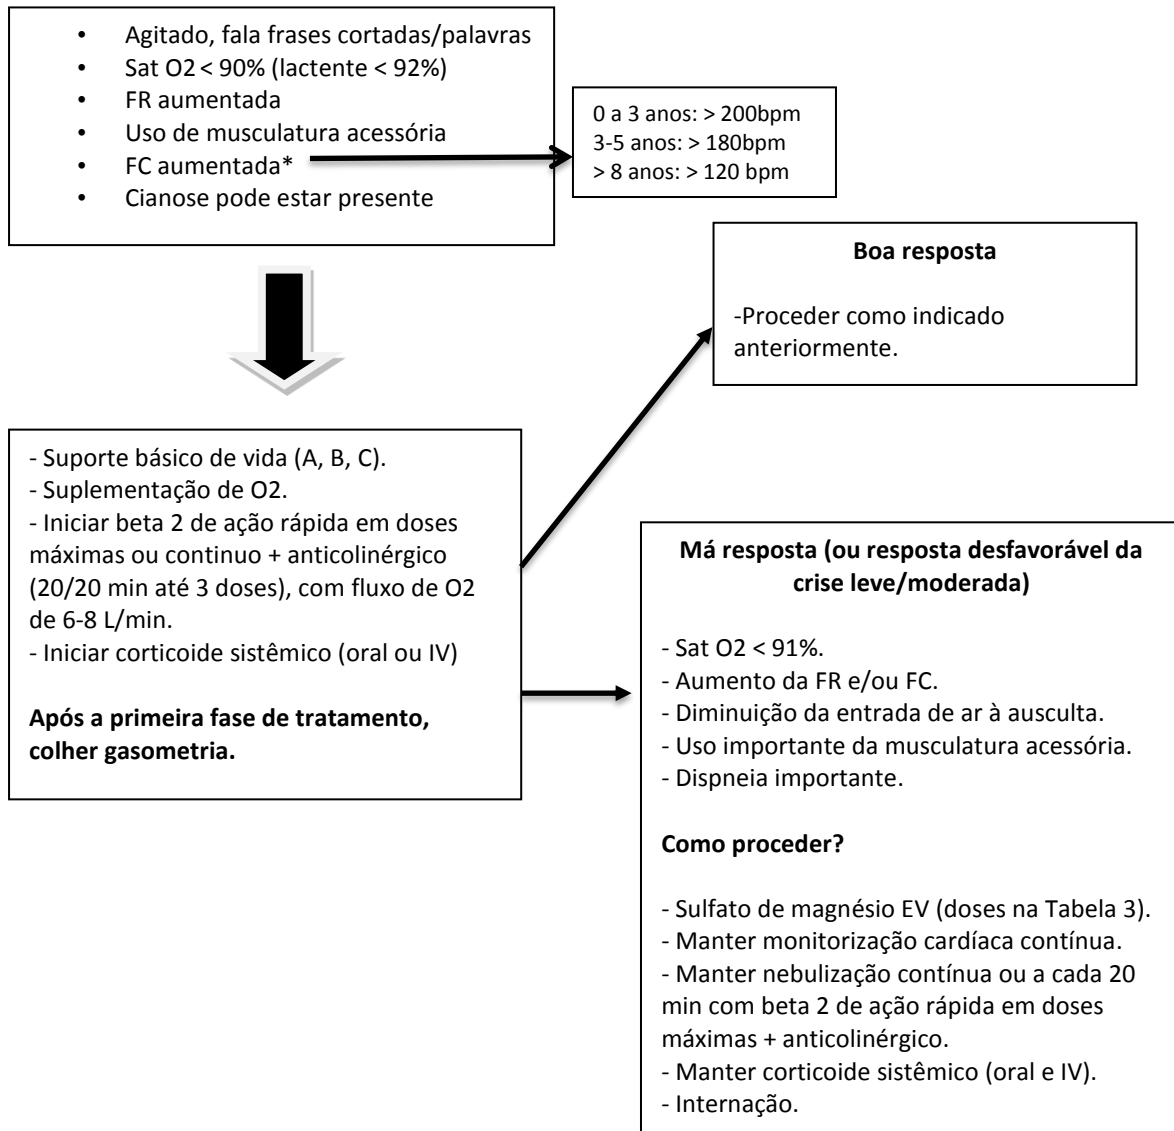 • Agitado, fala frases cortadas/palavras
• Sat O2 < 90% (lactente < 92%)
• FR aumentada
• Uso de musculatura acessória
• FC aumentada*
• Cianose pode estar presente
0 a 3 anos: > 200bpm
3-5 anos: > 180bpm
> 8 anos: > 120 bpm
Boa resposta
-Proceder como indicado
anteriormente.
- Suporte básico de vida (A, B, C).
- Suplementação de O2.
- Iniciar beta 2 de ação rápida em doses
máximas ou continuo + anticolinérgico
(20/20 min até 3 doses), com fluxo de O2
de 6-8 L/min.
- Iniciar corticoide sistêmico (oral ou IV)
Após a primeira fase de tratamento,
colher gasometria.
Má resposta (ou resposta desfavorável da
crise leve/moderada)
- Sat O2 < 91%.
- Aumento da FR e/ou FC.
- Diminuição da entrada de ar à ausculta.
- Uso importante da musculatura acessória.
- Dispneia importante.
Como proceder?
- Sulfato de magnésio EV (doses na Tabela 3).
- Manter monitorização cardíaca contínua.
- Manter nebulização contínua ou a cada 20
min com beta 2 de ação rápida em doses
máximas + anticolinérgico.
- Manter corticoide sistêmico (oral e IV).
- Internação.